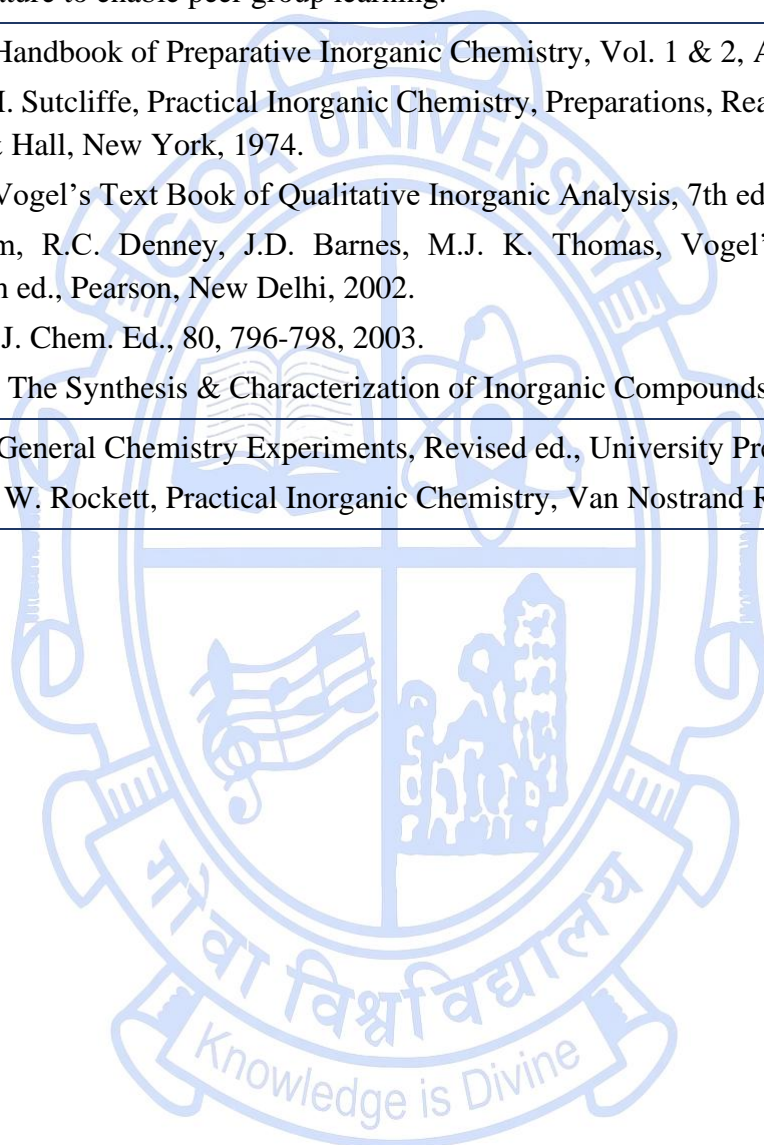 ture to enable peer group learning.
Handbook of Preparative Inorganic Chemistry, Vol. 1 & 2, A
I. Sutcliffe, Practical Inorganic Chemistry, Preparations, Rea
Hall, New York, 1974.
Vogel's Text Book of Qualitative Inorganic Analysis, 7th ed
m, R.C. Denney, J.D. Barnes, M.J. K. Thomas, Vogel'
h ed., Pearson, New Delhi, 2002.
J. Chem. Ed., 80, 796-798, 2003.
The Synthesis & Characterization of Inorganic Compounds
General Chemistry Experiments, Revised ed., University Pre
W. Rockett, Practical Inorganic Chemistry, Van Nostrand R
GOA UNIVERSITY
गोंवा विश्वविद्यालय
Knowledge is Divine